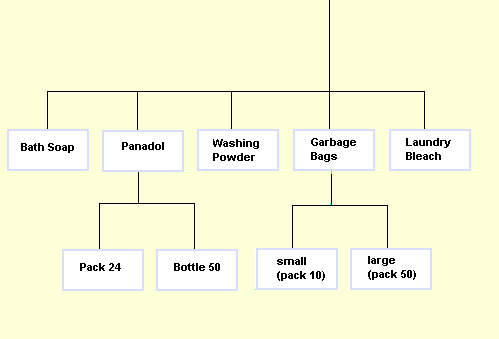 Bath Soap
Panadol
Washing
Powder
Garbage
Bags
Laundry
Bleach
Pack 24
Bottle 50
small
(pack 10)
large
(pack 50)